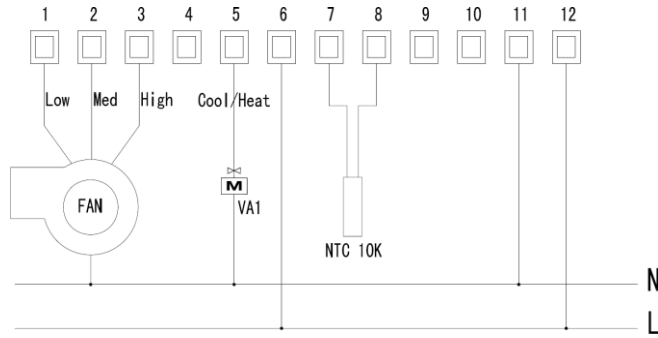 1 2 3 4 5 6 7 8 9 10 11 12
Low Med High Cool/Heat
M
FAN
VA1
NTC 10K
N
L